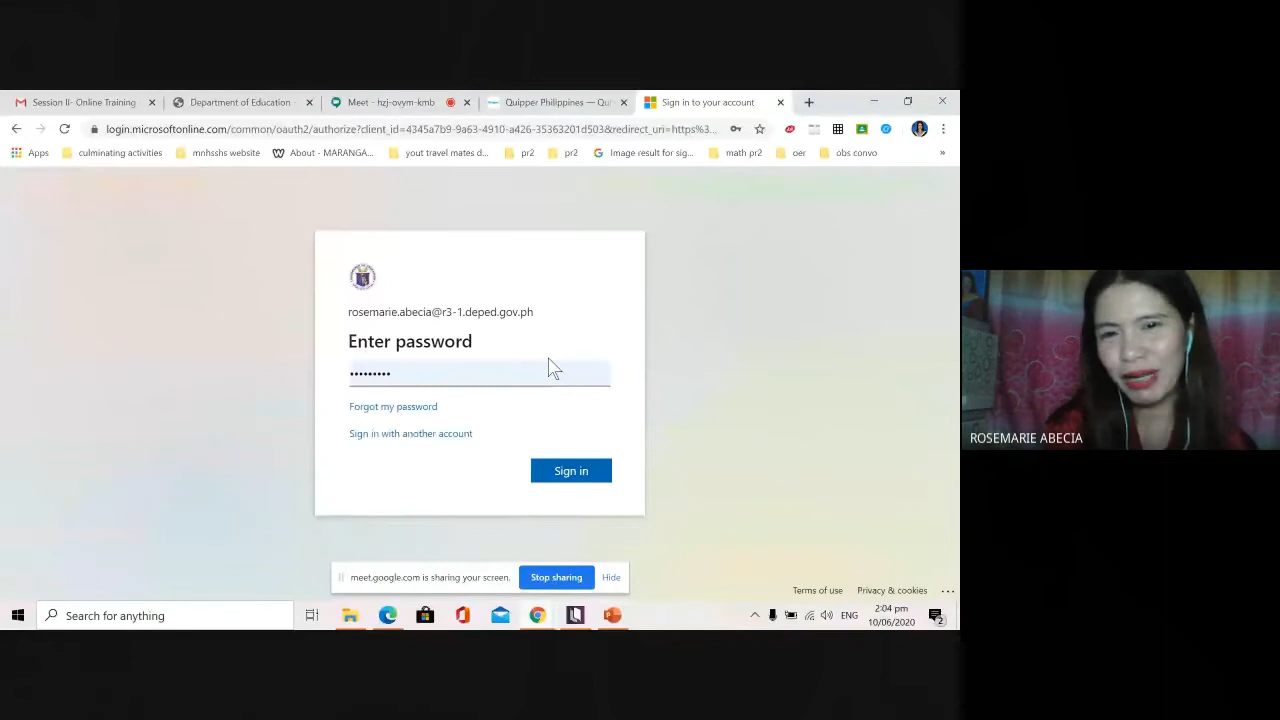 Session II- Online Training
Department of Education
Meet - hzj-ovym-kmb
Quipper Philippines — Qui
Sign in to your account
login.microsoftonline.com/common/oauth2/authorize?client_id=4345a7b9-9a63-4910-a426-35363201d503&redirect_uri=https%3...
Apps
culminating activities
mnhsshs website
About - MARANGA...
yout travel mates d...
pr2
pr2
Image result for sig...
math pr2
oer
obs convo
»
rosemarie.abecia@r3-1.deped.gov.ph
Enter password
•••••••••
Forgot my password
Sign in with another account
Sign in
meet.google.com is sharing your screen.
Stop sharing
Hide
Terms of use
Privacy & cookies
...
Search for anything
ENG
2:04 pm
10/06/2020
2
ROSEMARIE ABECIA